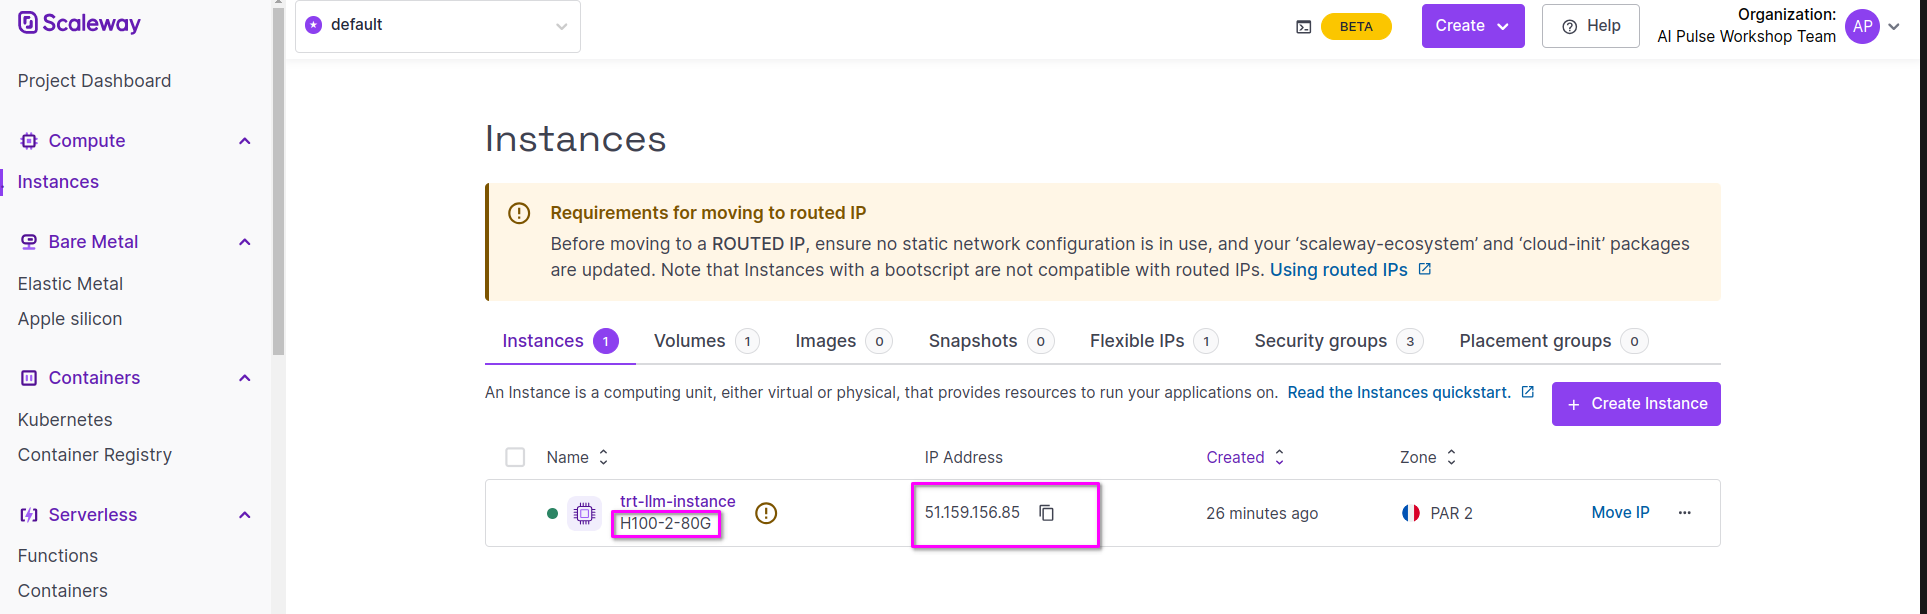 Scaleway
default
BETA
Create
Help
Organization:
AI Pulse Workshop Team
AP
Project Dashboard
Compute
Instances
Bare Metal
Elastic Metal
Apple silicon
Containers
Kubernetes
Container Registry
Serverless
Functions
Containers
Instances
Requirements for moving to routed IP
Before moving to a ROUTED IP, ensure no static network configuration is in use, and your ‘scaleway-ecosystem’ and ‘cloud-init’ packages
are updated. Note that Instances with a bootscript are not compatible with routed IPs. Using routed IPs
Instances 1 Volumes 1 Images 0 Snapshots 0 Flexible IPs 1 Security groups 3 Placement groups 0
An Instance is a computing unit, either virtual or physical, that provides resources to run your applications on. Read the Instances quickstart.
+ Create Instance
Name IP Address Created Zone
trt-llm-instance
H100-2-80G
51.159.156.85
26 minutes ago
PAR 2
Move IP